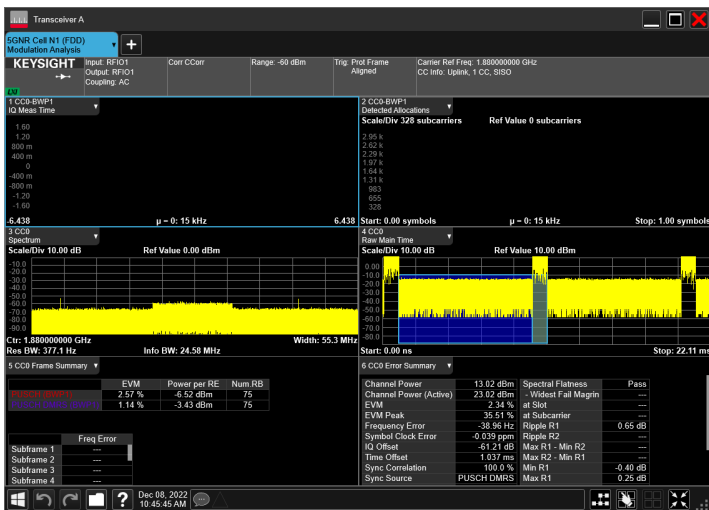 Transceiver A
5GNR Cell N1 (FDD)
Modulation Analysis
KEYSIGHT
LXI
Input: RFIO1
Output: RFIO1
Coupling: AC
Corr CCorr
Range: -60 dBm
Trig: Prot Frame
Aligned
Carrier Ref Freq: 1.880000000 GHz
CC Info: Uplink, 1 CC, SISO
1 CC0-BWP1
IQ Meas Time
1.60
1.20
800 m
400 m
0
-400 m
-800 m
-1.20
-1.60
-6.438 μ – 0: 15 kHz 6.438
2 CC0-BWP1
Detected Allocations
Scale/Div 328 subcarriers Ref Value 0 subcarriers
2.95 k
2.62 k
2.29 k
1.97 k
1.64 k
1.31 k
983
655
328
Start: 0.00 symbols μ – 0: 15 kHz Stop: 1.00 symbols
3 CC0
Spectrum
Scale/Div 10.00 dB Ref Value 0.00 dBm
-10.0
-20.0
-30.0
-40.0
-50.0
-60.0
-70.0
-80.0
-90.0
Ctr: 1.880000000 GHz Width: 55.3 MHz
Res BW: 377.1 Hz Info BW: 24.58 MHz
4 CC0
Raw Main Time
Scale/Div 10.00 dB Ref Value 10.00 dBm
0.00
-10.0
-20.0
-30.0
-40.0
-50.0
-60.0
-70.0
-80.0
Start: 0.00 ns Stop: 22.11 ms
5 CC0 Frame Summary
EVM Power per RE Num.RB
PUSCH (BWP1) 2.57 % -6.52 dBm 75
1.14 % -3.43 dBm 75
Freq Error
Subframe 1 ---
Subframe 2 ---
Subframe 3 ---
Subframe 4 ---
6 CC0 Error Summary
Channel Power 13.02 dBm Spectral Flatness Pass
Channel Power (Active) 23.02 dBm - Widest Fail Magrin ---
EVM 2.34 % at Slot ---
EVM Peak 35.51 % at Subcarrier ---
Frequency Error -38.96 Hz Ripple R1 0.65 dB
Symbol Clock Error -0.039 ppm Ripple R2 ---
IQ Offset -61.21 dB Max R1 - Min R2 ---
Time Offset 1.037 ms Max R2 - Min R1 ---
Sync Correlation 100.0 % Min R1 -0.40 dB
Sync Source PUSCH DMRS Max R1 0.25 dB
Dec 08, 2022
10:45:45 AM